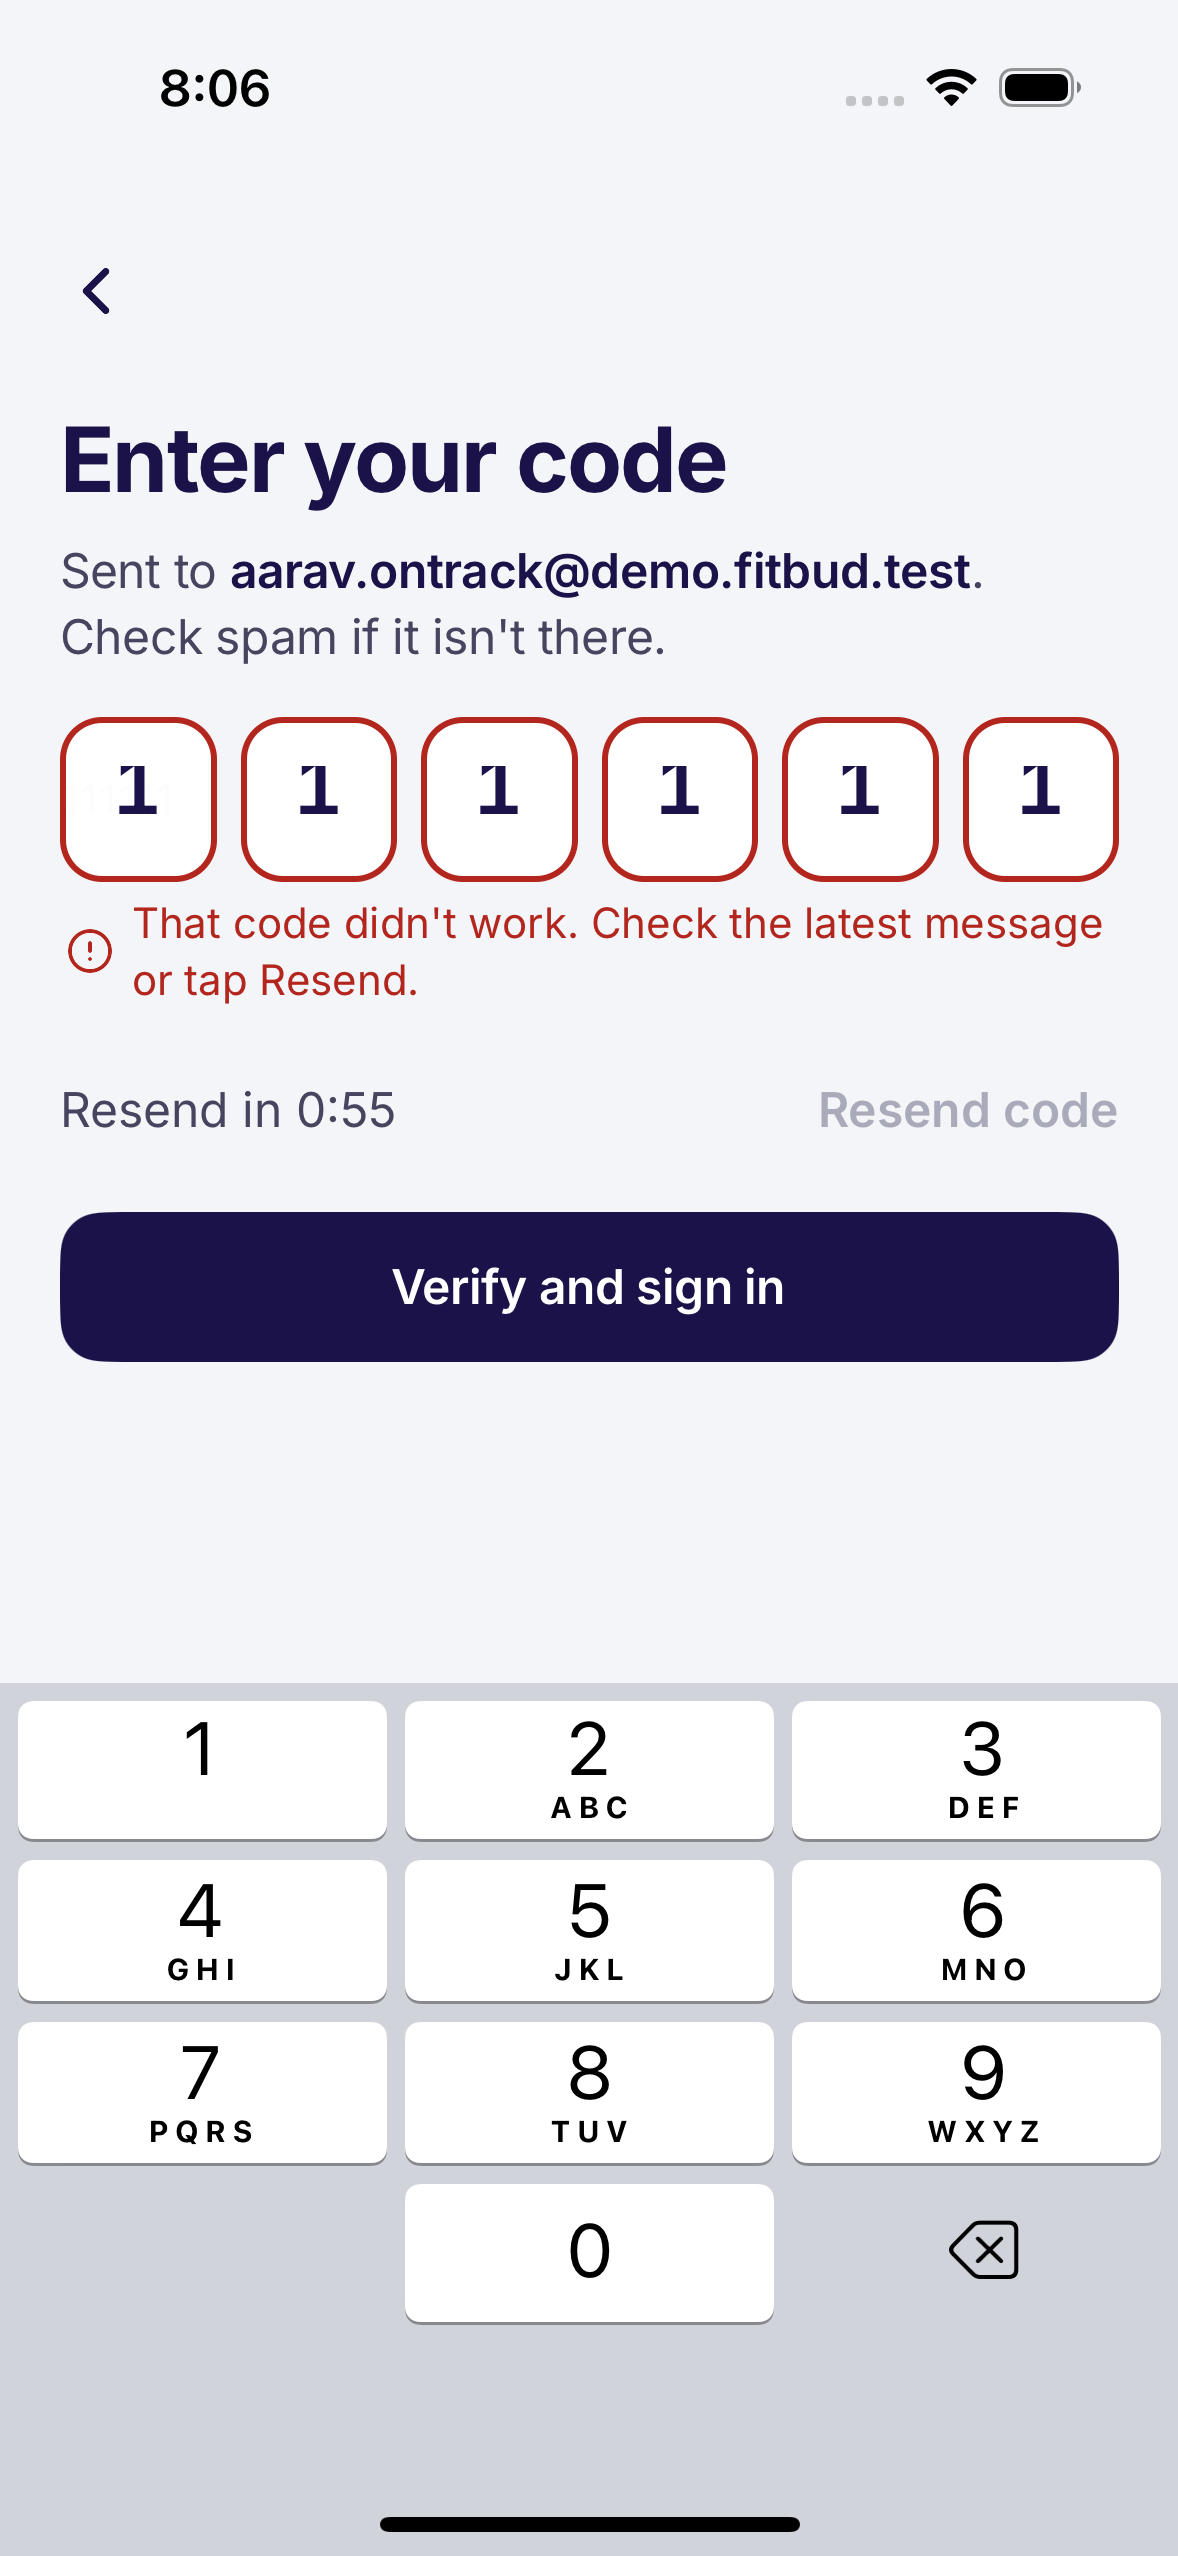 8:06
Enter your code
Sent to aarav.ontrack@demo.fitbud.test.
Check spam if it isn't there.
1 1 1 1 1 1
That code didn't work. Check the latest message
or tap Resend.
Resend in 0:55 Resend code
Verify and sign in
1 2 3
ABC DEF
4 5 6
GHI JKL MNO
7 8 9
PQRS TUV WXYZ
0